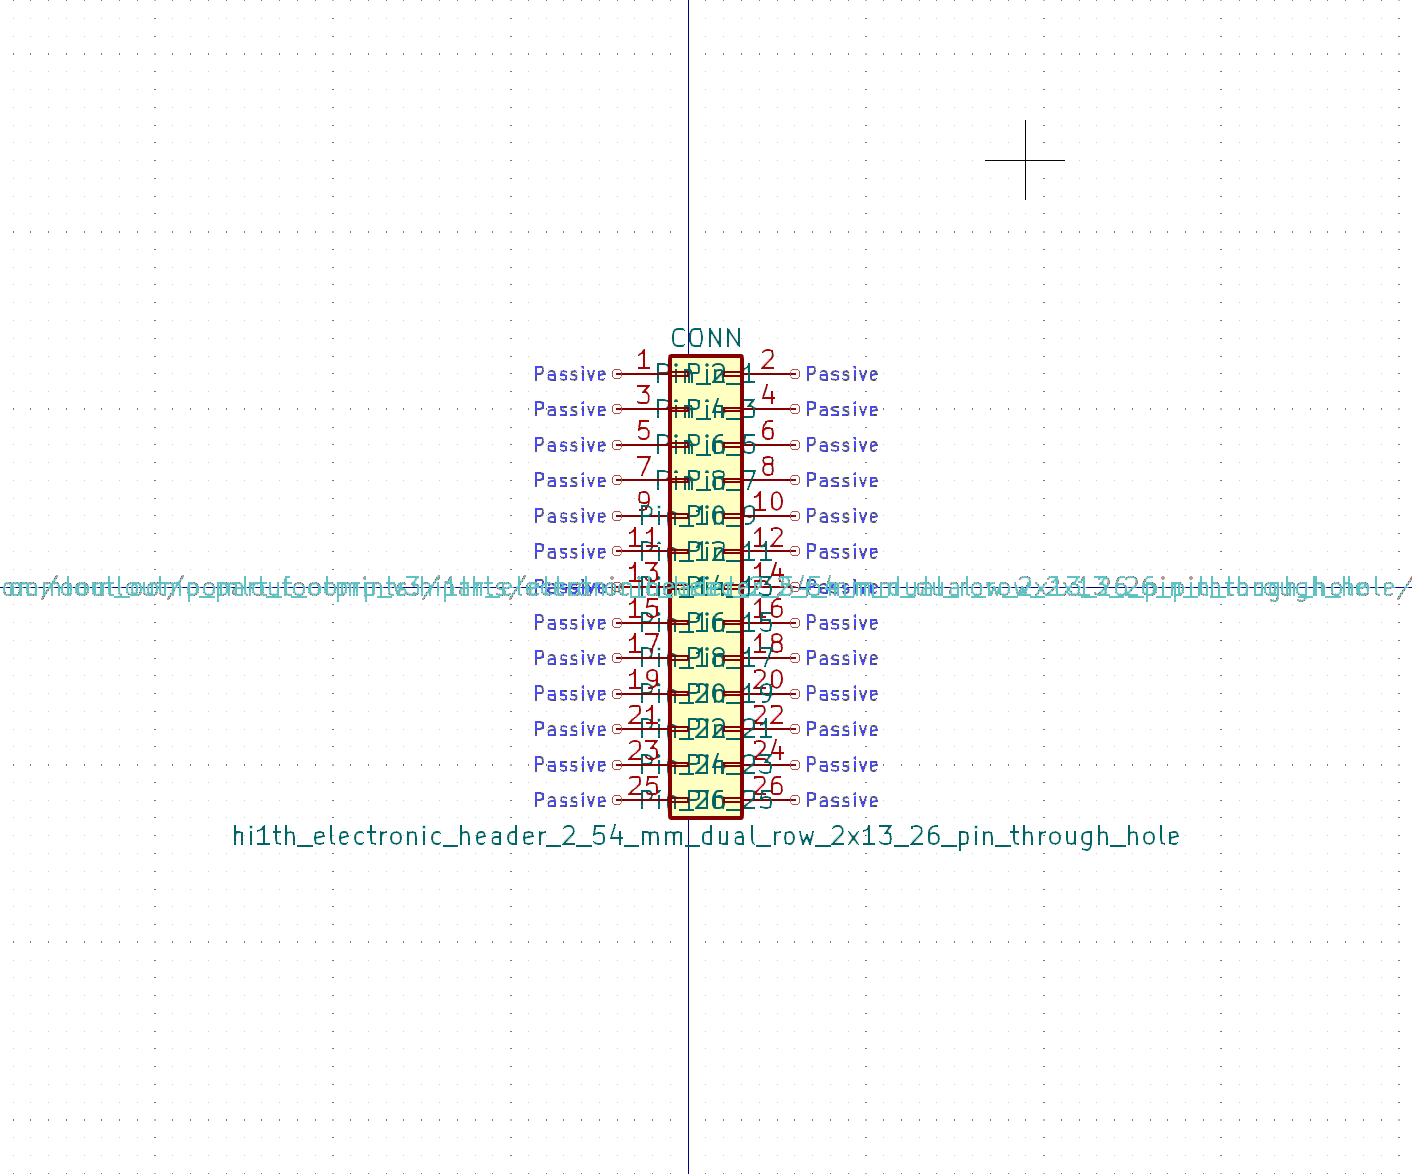 CONN
Passive 1 Pin_1 Pin_2 2 Passive
Passive 3 Pin_3 Pin_4 4 Passive
Passive 5 Pin_5 Pin_6 6 Passive
Passive 7 Pin_7 Pin_8 8 Passive
Passive 9 Pin_9 Pin_10 10 Passive
Passive 11 Pin_11 Pin_12 12 Passive
Passive 13 Pin_13 Pin_14 14 Passive
Passive 15 Pin_15 Pin_16 16 Passive
Passive 17 Pin_17 Pin_18 18 Passive
Passive 19 Pin_19 Pin_20 20 Passive
Passive 21 Pin_21 Pin_22 22 Passive
Passive 23 Pin_23 Pin_24 24 Passive
Passive 25 Pin_25 Pin_26 26 Passive
hi1th_electronic_header_2_54_mm_dual_row_2x13_26_pin_through_hole